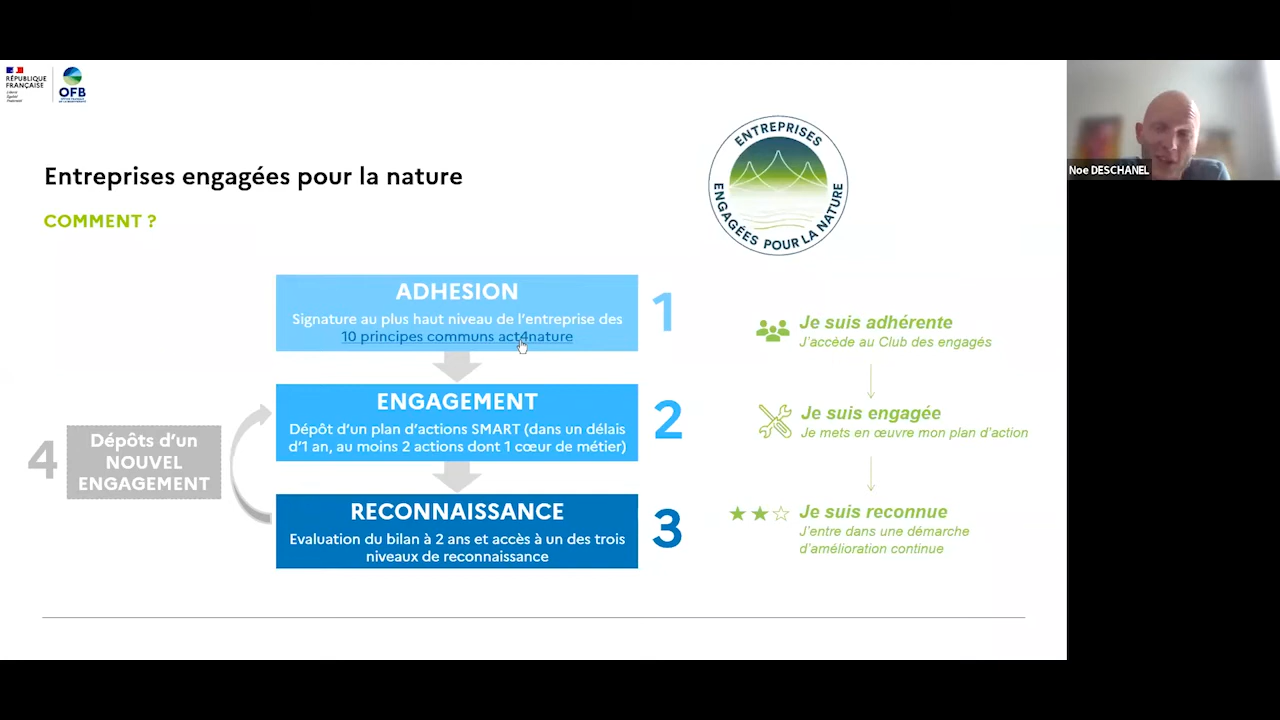 RÉPUBLIQUE
FRANÇAISE
Liberté
Égalité
Fraternité
OFB
Entreprises engagées pour la nature
COMMENT ?
ENTREPRISES
ENGAGÉES POUR LA NATURE
Noe DESCHANEL
ADHESION
Signature au plus haut niveau de l'entreprise des
10 principes communs act4nature
1
Je suis adhérente
J'accède au Club des engagés
ENGAGEMENT
Dépôt d'un plan d'actions SMART (dans un délais
d'1 an, au moins 2 actions dont 1 cœur de métier)
2
Je suis engagée
Je mets en œuvre mon plan d'action
4
Dépôts d'un
NOUVEL
ENGAGEMENT
RECONNAISSANCE
Evaluation du bilan à 2 ans et accès à un des trois
niveaux de reconnaissance
3
Je suis reconnue
J'entre dans une démarche
d'amélioration continue